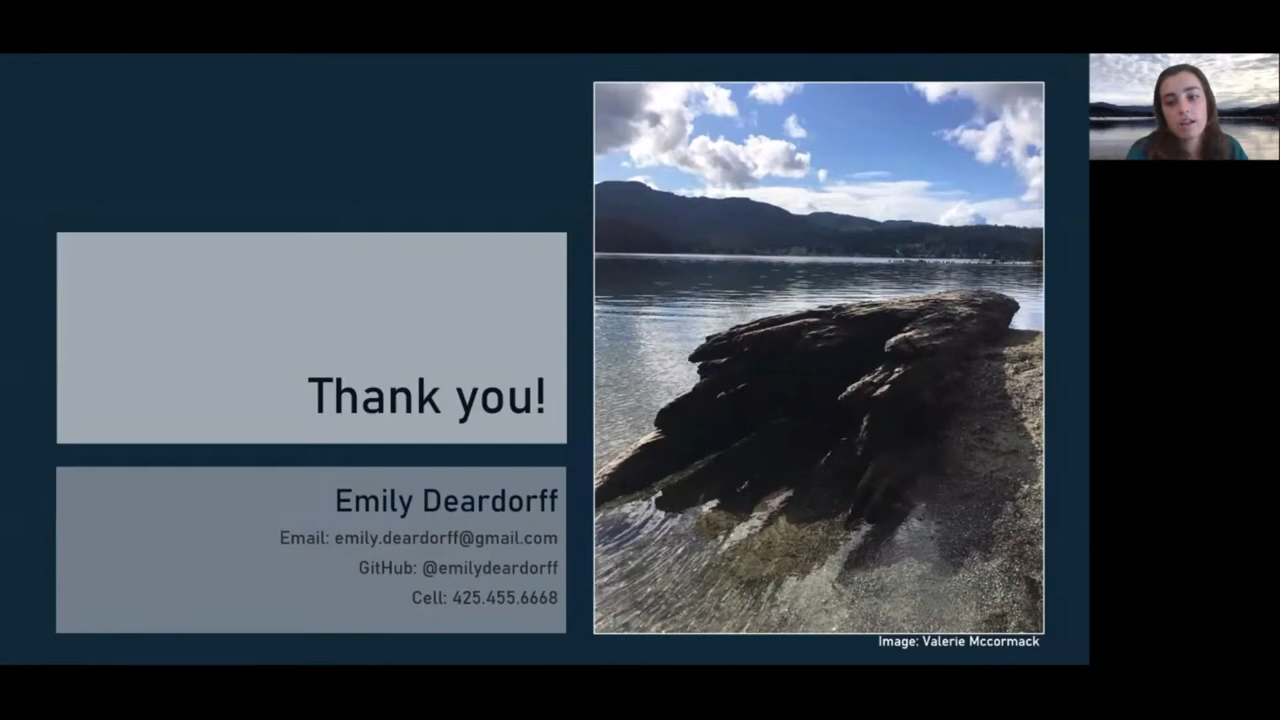 Thank you!
Emily Deardorff
Email: emily.deardorff@gmail.com
GitHub: @emilydeardorff
Cell: 425.455.6668
Image: Valerie Mccormack